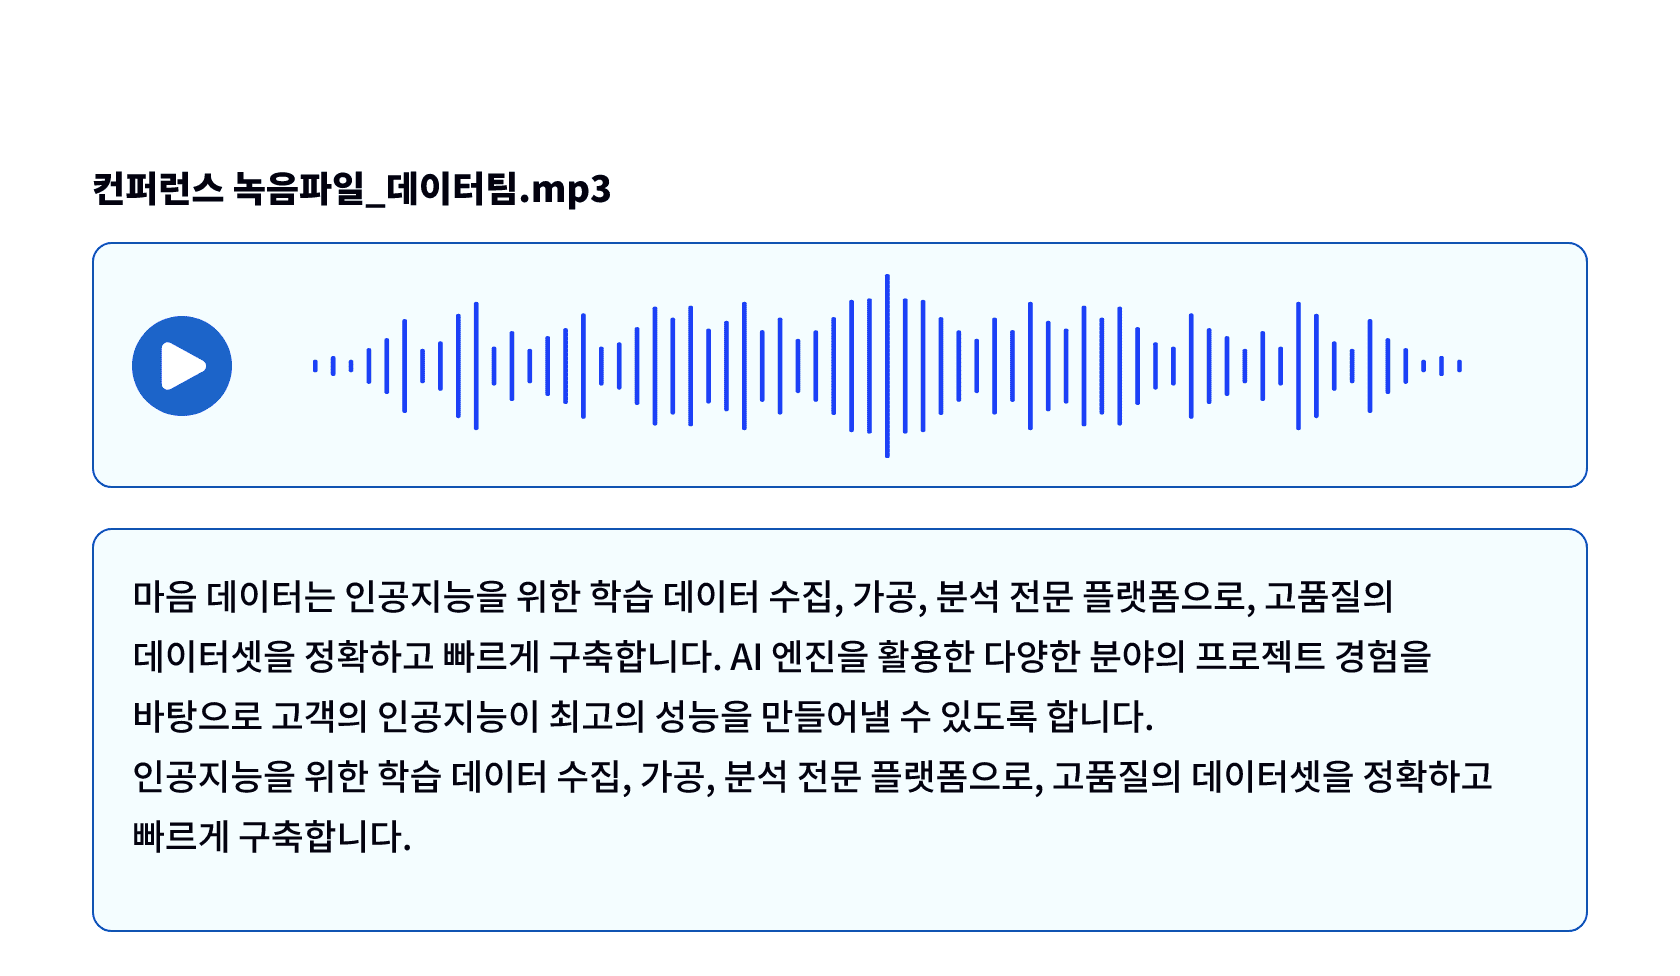 컨퍼런스 녹음파일_데이터팀.mp3
마음 데이터는 인공지능을 위한 학습 데이터 수집, 가공, 분석 전문 플랫폼으로, 고품질의
데이터셋을 정확하고 빠르게 구축합니다. AI 엔진을 활용한 다양한 분야의 프로젝트 경험을
바탕으로 고객의 인공지능이 최고의 성능을 만들어낼 수 있도록 합니다.
인공지능을 위한 학습 데이터 수집, 가공, 분석 전문 플랫폼으로, 고품질의 데이터셋을 정확하고
빠르게 구축합니다.